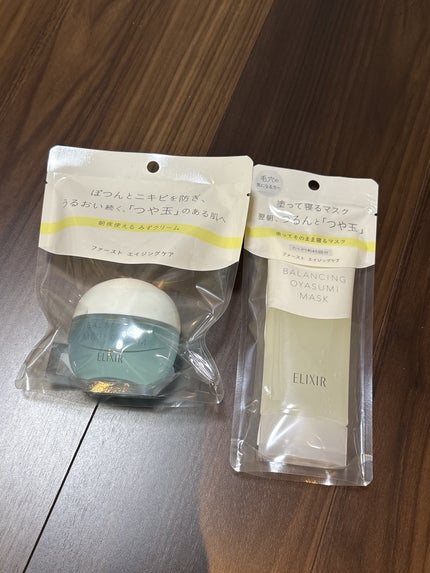 ぽつんとニキビを防ぎ、
うるおい続く、「つや玉」のある肌へ
朝夜使える みずクリーム
ファースト エイジングケア
ELIXIR
毛穴が
気になる方へ
塗って寝るマスク
翌朝、うるんと「つや玉」
塗ってそのまま寝るマスク
ファースト エイジングケア
BALANCING
OYASUMI
MASK
ELIXIR